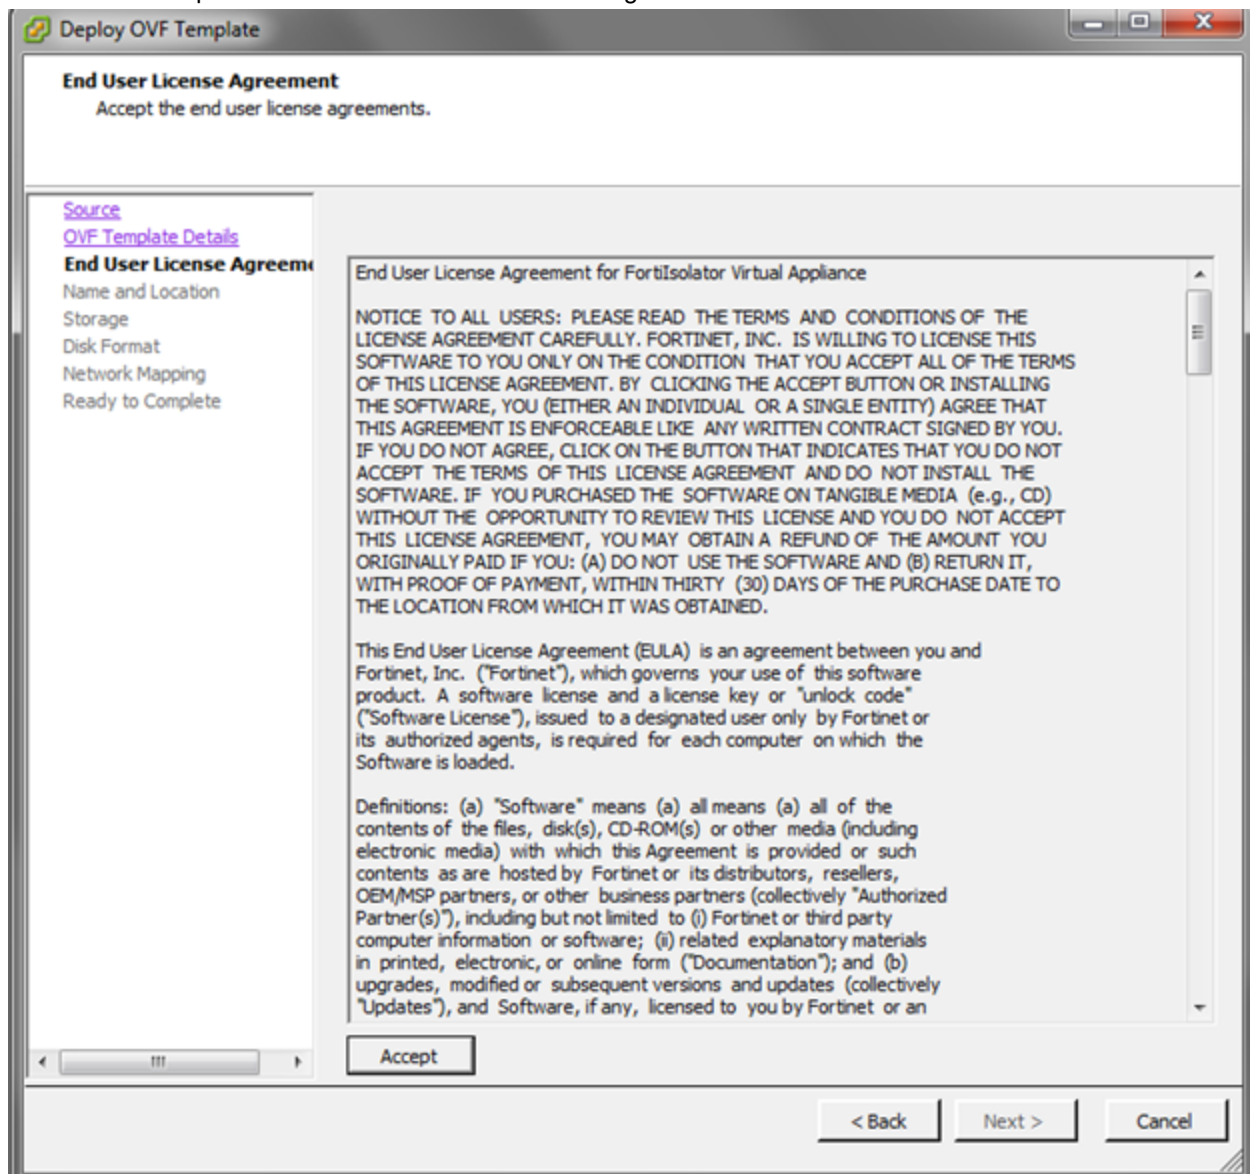 Deploy OVF Template
End User License Agreement
Accept the end user license agreements.
Source
OVF Template Details
End User License Agreeme
Name and Location
Storage
Disk Format
Network Mapping
Ready to Complete
End User License Agreement for FortiIsolator Virtual Appliance
NOTICE TO ALL USERS: PLEASE READ THE TERMS AND CONDITIONS OF THE
LICENSE AGREEMENT CAREFULLY. FORTINET, INC. IS WILLING TO LICENSE THIS
SOFTWARE TO YOU ONLY ON THE CONDITION THAT YOU ACCEPT ALL OF THE TERMS
OF THIS LICENSE AGREEMENT. BY CLICKING THE ACCEPT BUTTON OR INSTALLING
THE SOFTWARE, YOU (EITHER AN INDIVIDUAL OR A SINGLE ENTITY) AGREE THAT
THIS AGREEMENT IS ENFORCEABLE LIKE ANY WRITTEN CONTRACT SIGNED BY YOU.
IF YOU DO NOT AGREE, CLICK ON THE BUTTON THAT INDICATES THAT YOU DO NOT
ACCEPT THE TERMS OF THIS LICENSE AGREEMENT AND DO NOT INSTALL THE
SOFTWARE. IF YOU PURCHASED THE SOFTWARE ON TANGIBLE MEDIA (e.g., CD)
WITHOUT THE OPPORTUNITY TO REVIEW THIS LICENSE AND YOU DO NOT ACCEPT
THIS LICENSE AGREEMENT, YOU MAY OBTAIN A REFUND OF THE AMOUNT YOU
ORIGINALLY PAID IF YOU: (A) DO NOT USE THE SOFTWARE AND (B) RETURN IT,
WITH PROOF OF PAYMENT, WITHIN THIRTY (30) DAYS OF THE PURCHASE DATE TO
THE LOCATION FROM WHICH IT WAS OBTAINED.
This End User License Agreement (EULA) is an agreement between you and
Fortinet, Inc. ("Fortinet"), which governs your use of this software
product. A software license and a license key or "unlock code"
("Software License"), issued to a designated user only by Fortinet or
its authorized agents, is required for each computer on which the
Software is loaded.
Definitions: (a) "Software" means (a) all means (a) all of the
contents of the files, disk(s), CD-ROM(s) or other media (including
electronic media) with which this Agreement is provided or such
contents as are hosted by Fortinet or its distributors, resellers,
OEM/MSP partners, or other business partners (collectively "Authorized
Partner(s)"), including but not limited to (i) Fortinet or third party
computer information or software; (ii) related explanatory materials
in printed, electronic, or online form ("Documentation"); and (b)
upgrades, modified or subsequent versions and updates (collectively
"Updates"), and Software, if any, licensed to you by Fortinet or an
Accept
< Back
Next >
Cancel